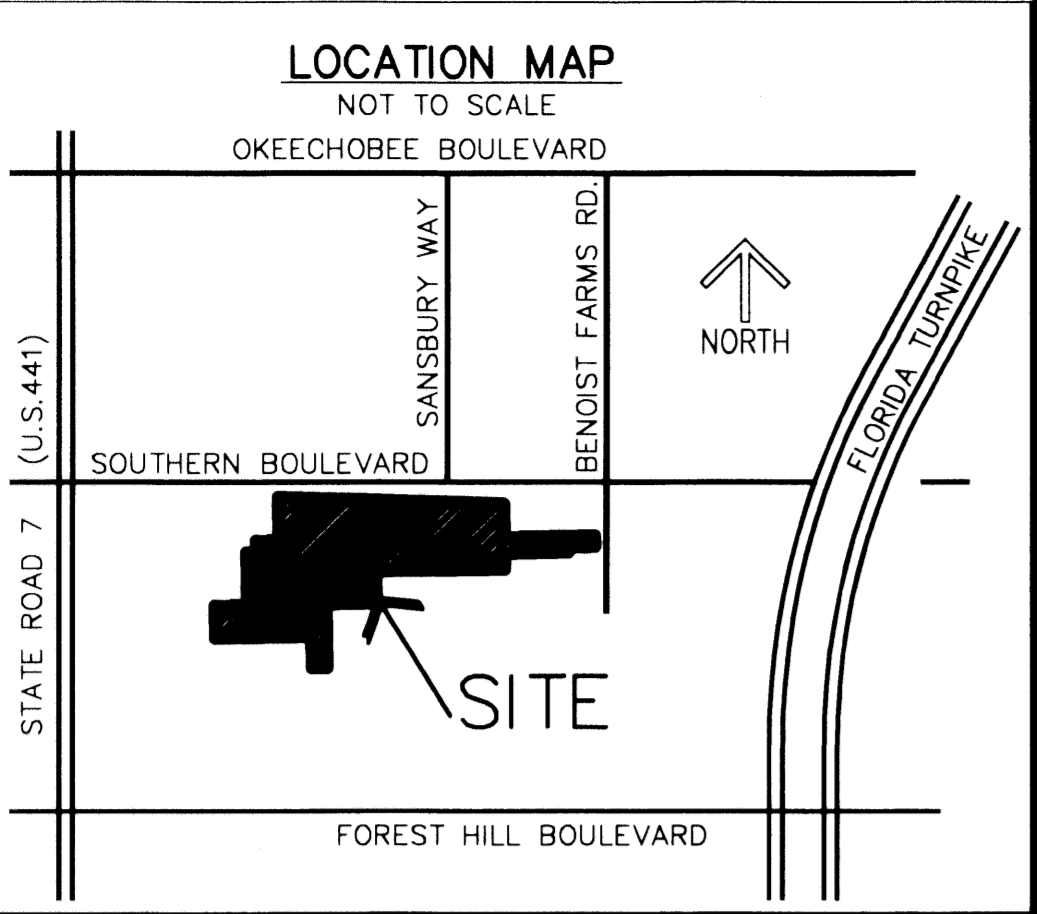 LOCATION MAP
NOT TO SCALE
OKEECHOBEE BOULEVARD
SANSBURY WAY
BENOIST FARMS RD.
NORTH
FLORIDA TURNPIKE
(U.S.441)
SOUTHERN BOULEVARD
STATE ROAD 7
SITE
FOREST HILL BOULEVARD